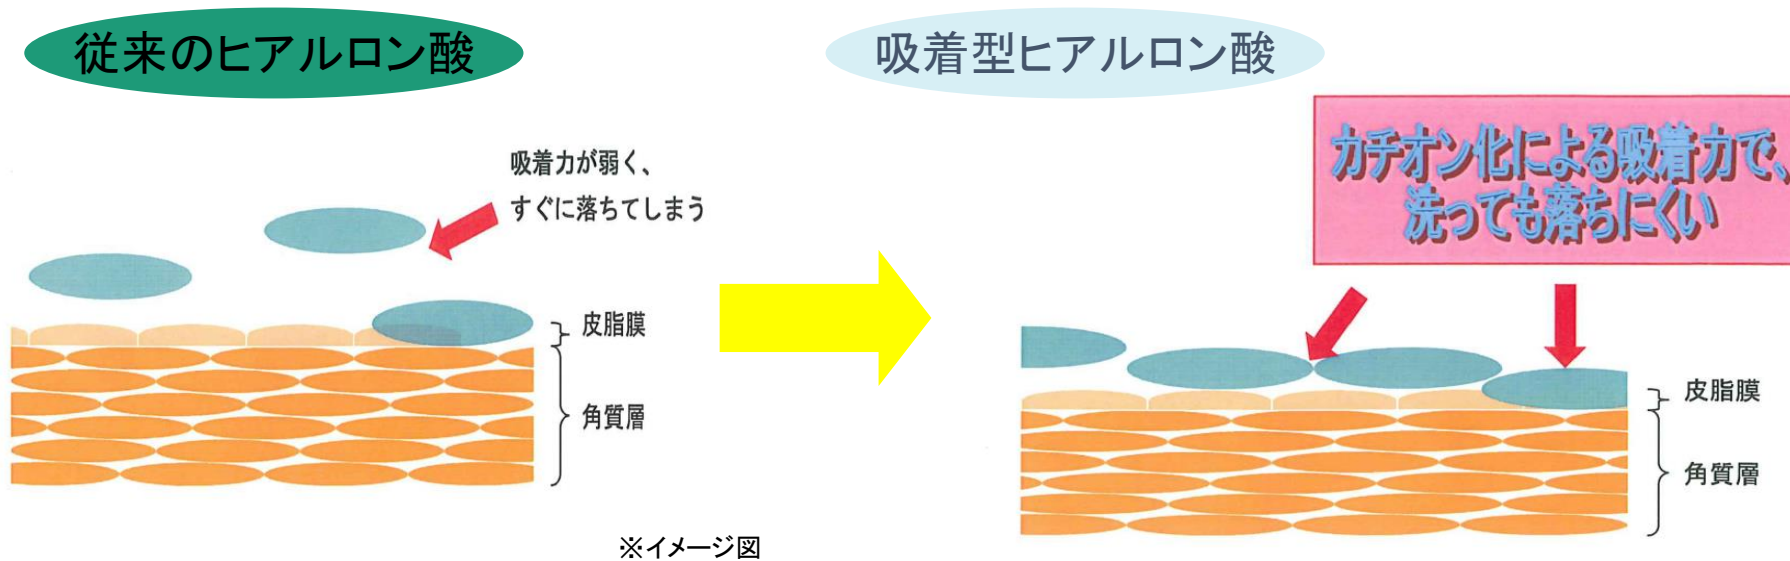 従来のヒアルロン酸
吸着力が弱く、
すぐに落ちてしまう
皮脂膜
角質層
吸着型ヒアルロン酸
カチオン化による吸着力で、
洗っても落ちにくい
皮脂膜
角質層
※イメージ図